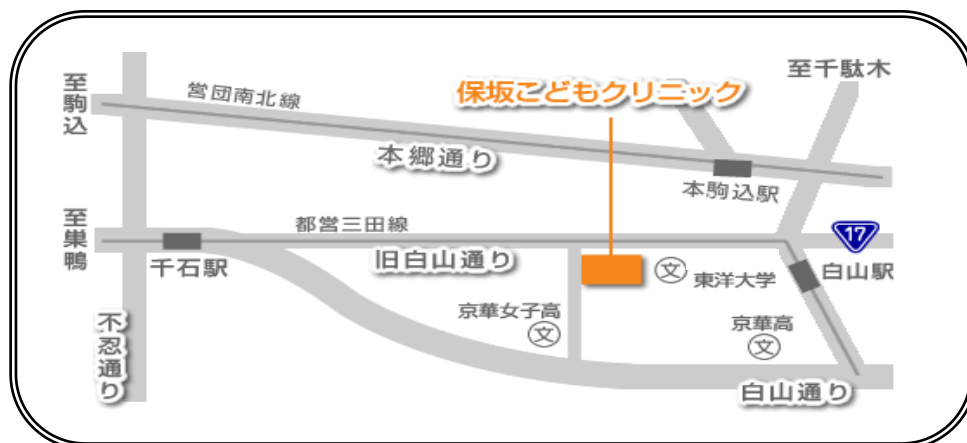 至千駄木
至駒込
営団南北線
保坂こどもクリニック
本郷通り
本駒込駅
至巣鴨
都営三田線
17
千石駅
旧白山通り
文
東洋大学
白山駅
京華女子高
文
京華高
文
不忍通り
白山通り